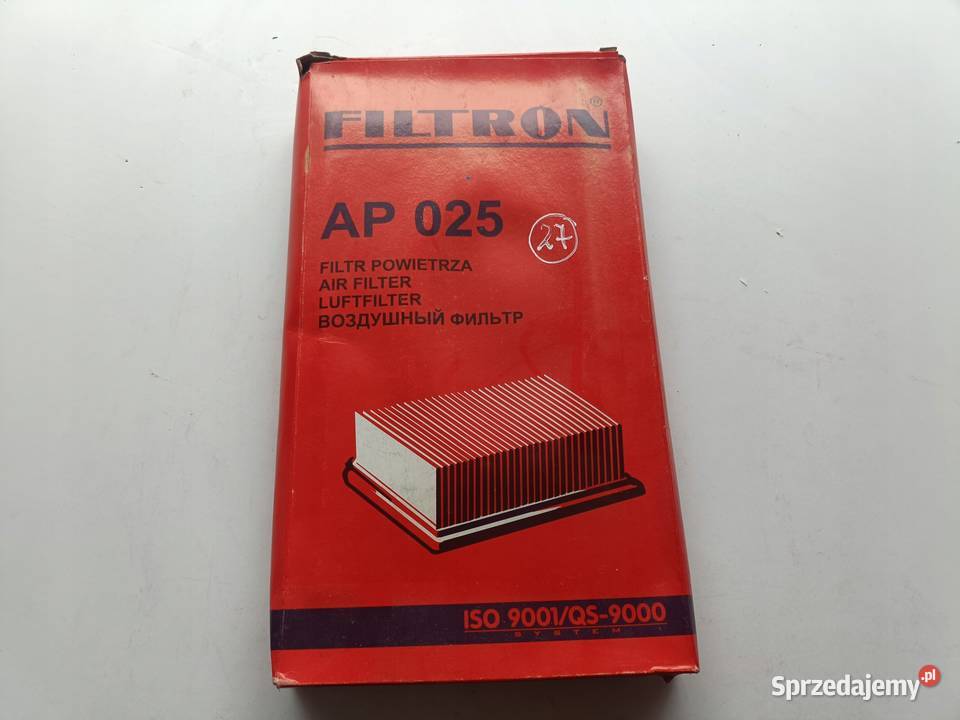 FILTRON®
AP 025
27
FILTR POWIETRZA
AIR FILTER
LUFTFILTER
ВОЗДУШНЫЙ ФИЛЬТР
ISO 9001/QS-9000
SYSTEM
Sprzedajemy.pl